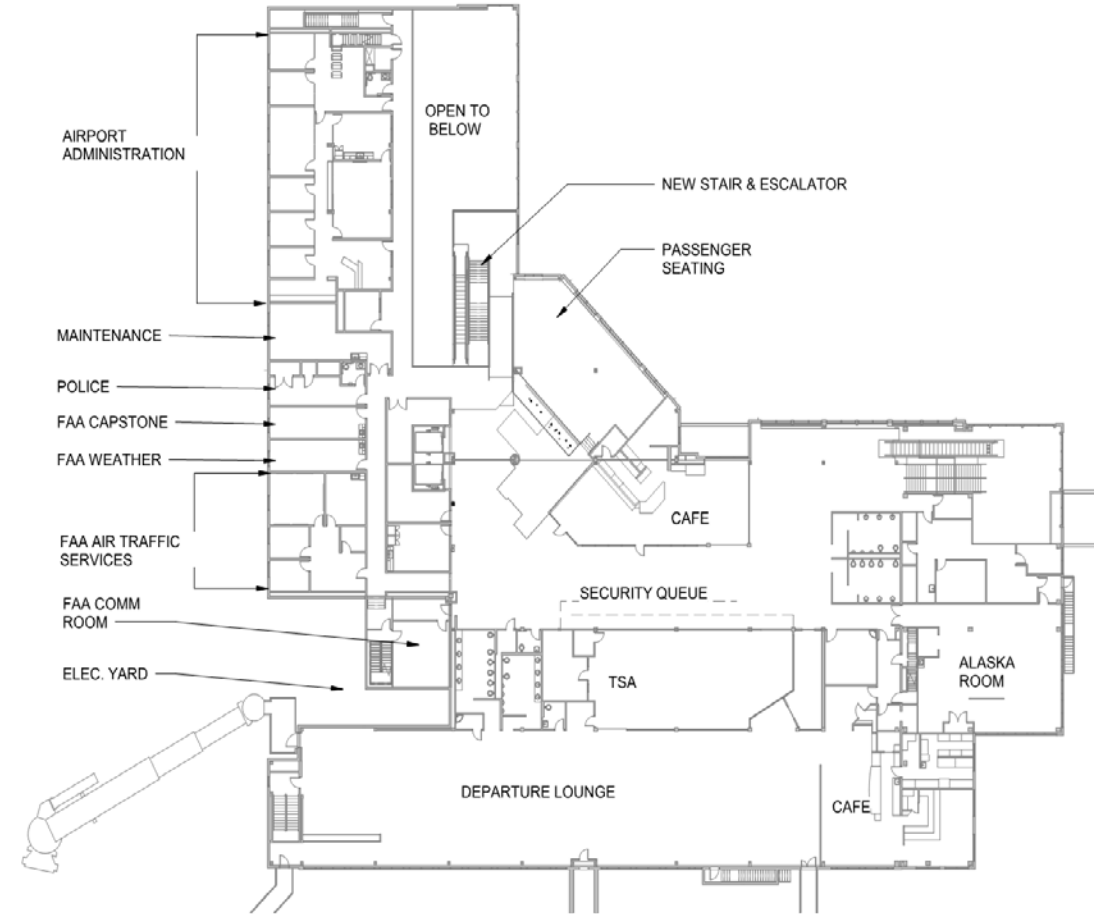 OPEN TO
BELOW
AIRPORT
ADMINISTRATION
NEW STAIR & ESCALATOR
PASSENGER
SEATING
MAINTENANCE
POLICE
FAA CAPSTONE
FAA WEATHER
CAFE
FAA AIR TRAFFIC
SERVICES
SECURITY QUEUE
FAA COMM
ROOM
ELEC. YARD
TSA
ALASKA
ROOM
DEPARTURE LOUNGE
CAFE